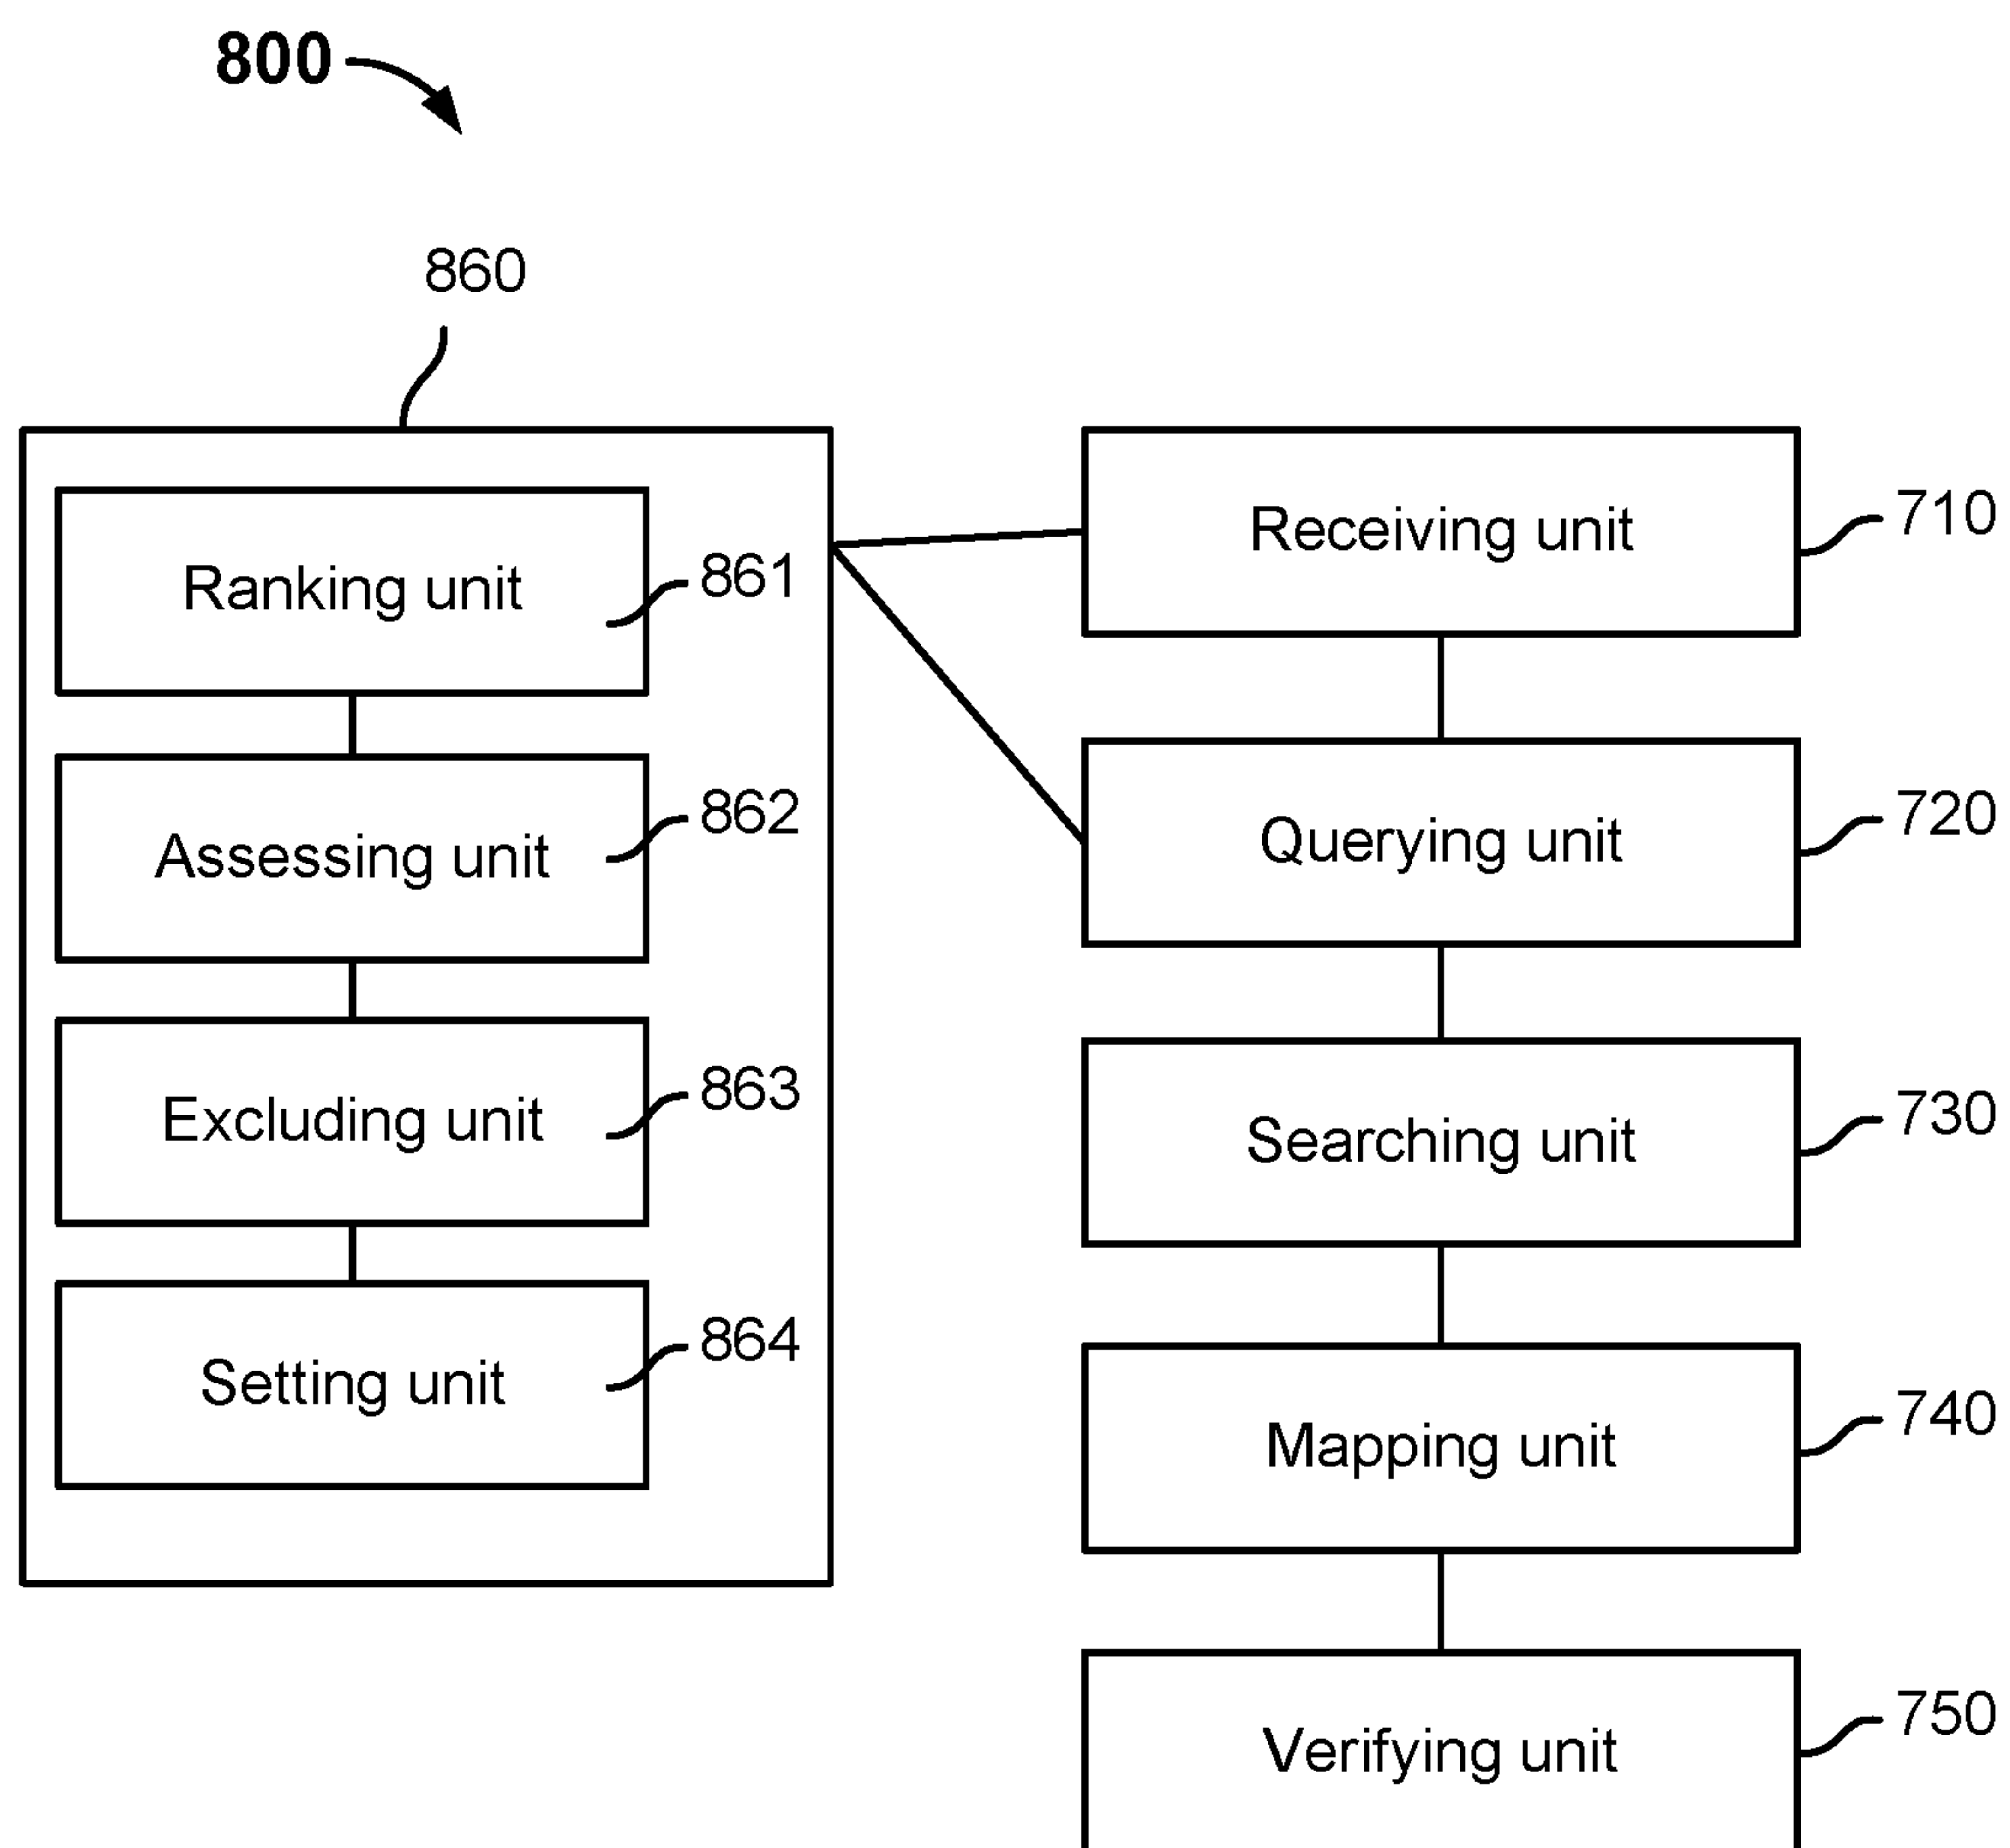 800
860
Ranking unit
861
Assessing unit
862
Excluding unit
863
Setting unit
864
Receiving unit
710
Querying unit
720
Searching unit
730
Mapping unit
740
Verifying unit
750